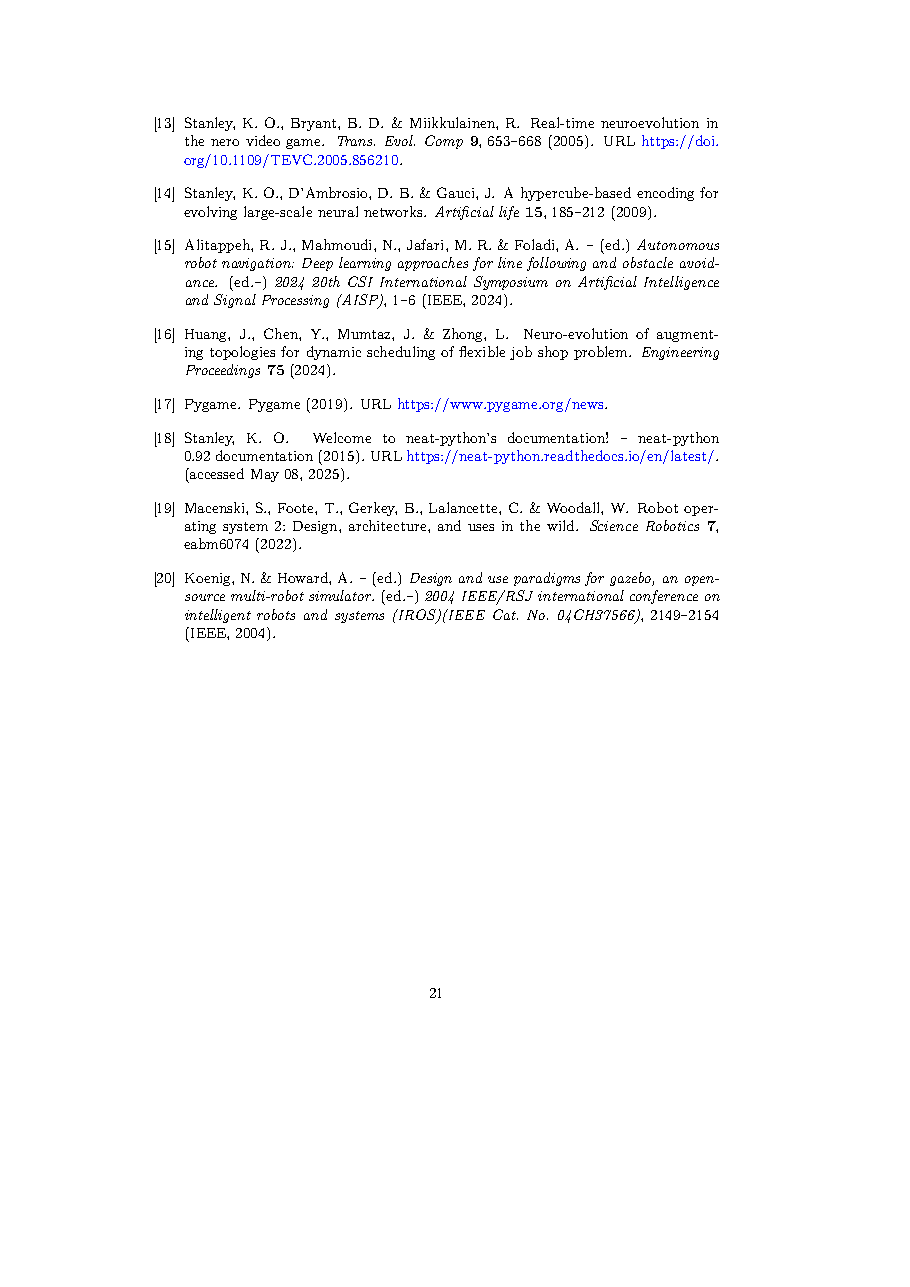 [13] Stanley, K. O., Bryant, B. D. & Miikkulainen, R. Real-time neuroevolution in
the nero video game. Trans. Evol. Comp 9, 653–668 (2005). URL https://doi.
org/10.1109/TEVC.2005.856210.
[14] Stanley, K. O., D'Ambrosio, D. B. & Gauci, J. A hypercube-based encoding for
evolving large-scale neural networks. Artificial life 15, 185–212 (2009).
[15] Alitappeh, R. J., Mahmoudi, N., Jafari, M. R. & Foladi, A. – (ed.) Autonomous
robot navigation: Deep learning approaches for line following and obstacle avoid-
ance. (ed.–) 2024 20th CSI International Symposium on Artificial Intelligence
and Signal Processing (AISP), 1–6 (IEEE, 2024).
[16] Huang, J., Chen, Y., Mumtaz, J. & Zhong, L. Neuro-evolution of augment-
ing topologies for dynamic scheduling of flexible job shop problem. Engineering
Proceedings 75 (2024).
[17] Pygame. Pygame (2019). URL https://www.pygame.org/news.
[18] Stanley, K. O. Welcome to neat-python's documentation! – neat-python
0.92 documentation (2015). URL https://neat-python.readthedocs.io/en/latest/.
(accessed May 08, 2025).
[19] Macenski, S., Foote, T., Gerkey, B., Lalancette, C. & Woodall, W. Robot oper-
ating system 2: Design, architecture, and uses in the wild. Science Robotics 7,
eabm6074 (2022).
[20] Koenig, N. & Howard, A. – (ed.) Design and use paradigms for gazebo, an open-
source multi-robot simulator. (ed.–) 2004 IEEE/RSJ international conference on
intelligent robots and systems (IROS)(IEEE Cat. No. 04CH37566), 2149–2154
(IEEE, 2004).
21